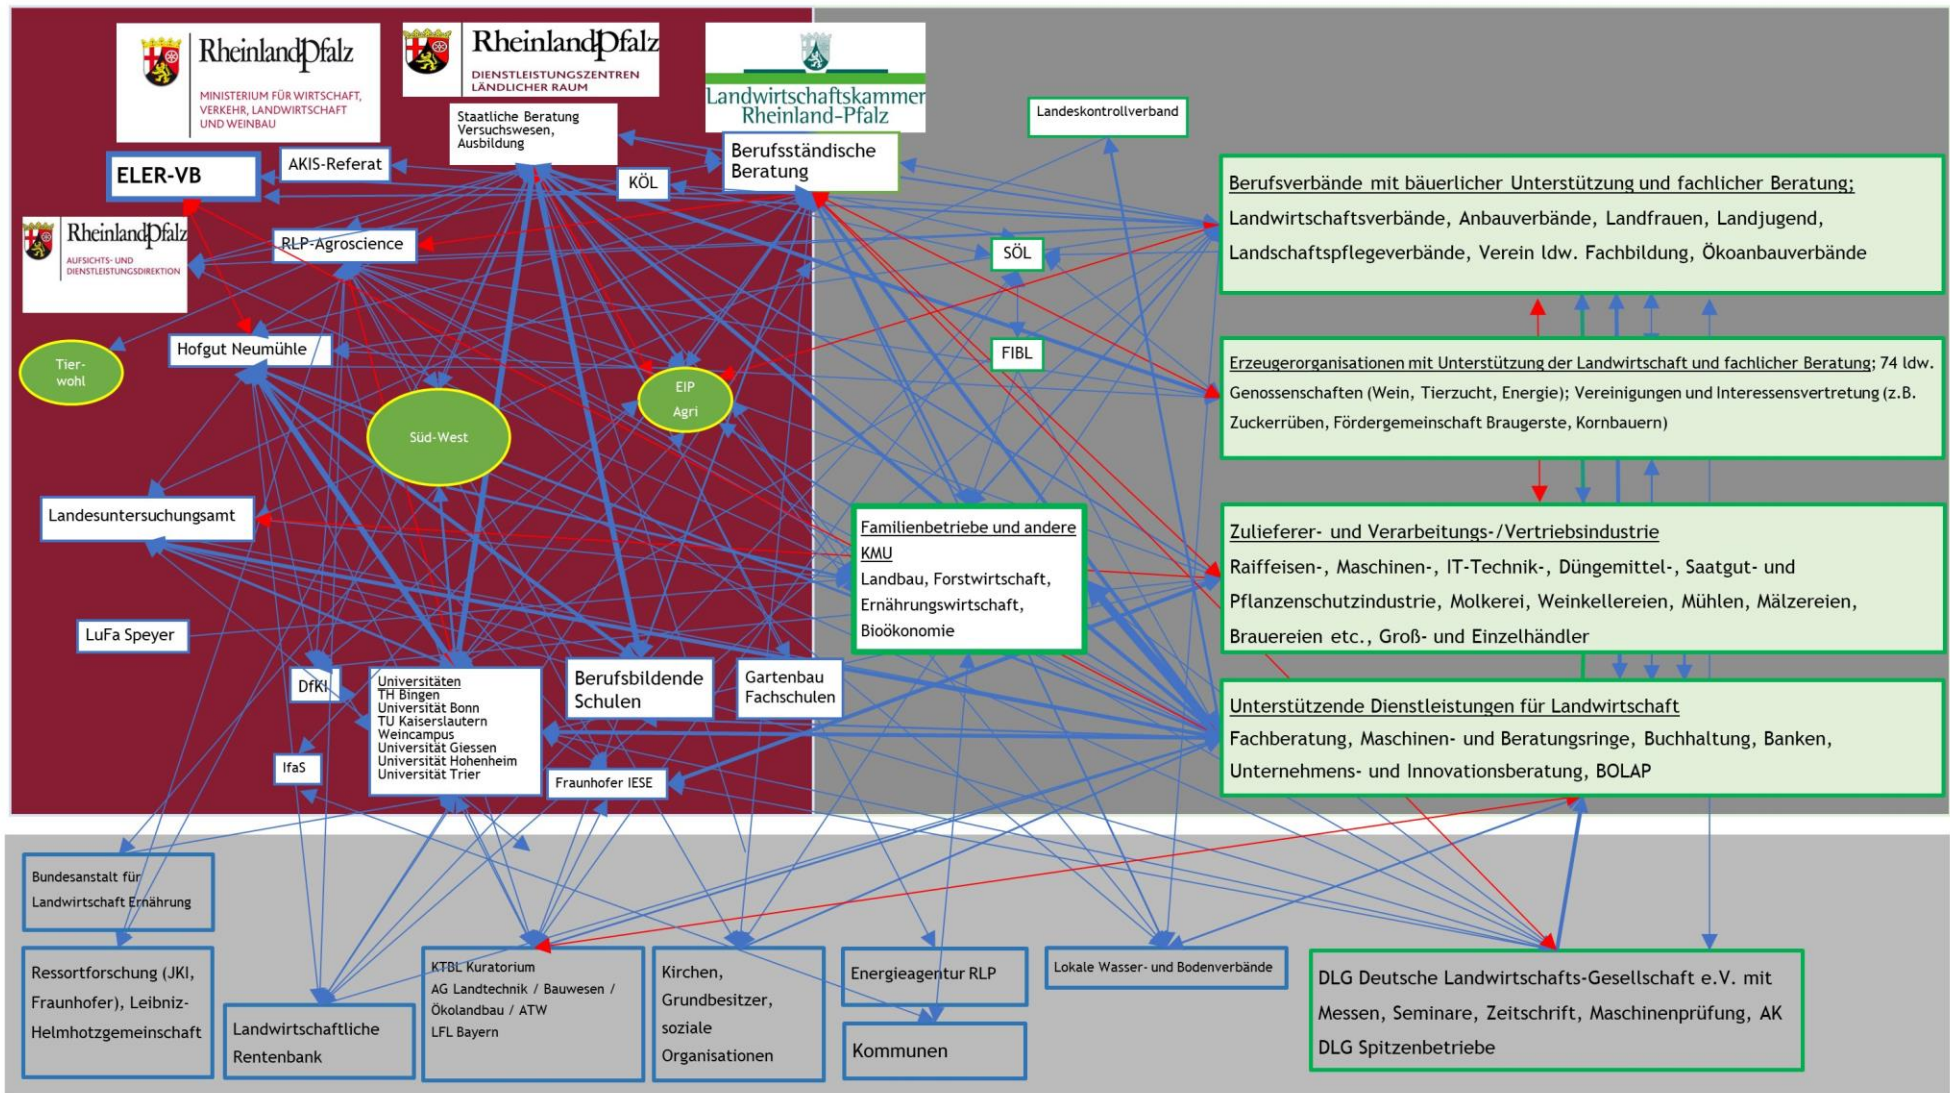 RheinlandPfalz
MINISTERIUM FÜR WIRTSCHAFT,
VERKEHR, LANDWIRTSCHAFT
UND WEINBAU
RheinlandPfalz
DIENSTLEISTUNGSZENTREN
LÄNDLICHER RAUM
Landwirtschaftskammer
Rheinland-Pfalz
Staatliche Beratung
Versuchswesen,
Ausbildung
Landeskontrollverband
ELER-VB
AKIS-Referat
KÖL
Berufsständische
Beratung
RheinlandPfalz
AUFSICHTS- UND
DIENSTLEISTUNGSDIREKTION
RLP-Agroscience
SÖL
Berufsverbände mit bäuerlicher Unterstützung und fachlicher Beratung;
Landwirtschaftsverbände, Anbauverbände, Landfrauen, Landjugend,
Landschaftspflegeverbände, Verein ldw. Fachbildung, Ökoanbauverbände
Tier-
wohl
Hofgut Neumühle
Süd-West
EIP
Agri
FIBL
Erzeugerorganisationen mit Unterstützung der Landwirtschaft und fachlicher Beratung; 74 ldw.
Genossenschaften (Wein, Tierzucht, Energie); Vereinigungen und Interessensvertretung (z.B.
Zuckerrüben, Fördergemeinschaft Braugerste, Kornbauern)
Landesuntersuchungsamt
Familienbetriebe und andere
KMU
Landbau, Forstwirtschaft,
Ernährungswirtschaft,
Bioökonomie
Zulieferer- und Verarbeitungs-/Vertriebsindustrie
Raiffeisen-, Maschinen-, IT-Technik-, Düngemittel-, Saatgut- und
Pflanzenschutzindustrie, Molkerei, Weinkellereien, Mühlen, Mälzereien,
Brauereien etc., Groß- und Einzelhändler
LuFa Speyer
DfKI
Universitäten
TH Bingen
Universität Bonn
TU Kaiserslautern
Weincampus
Universität Giessen
Universität Hohenheim
Universität Trier
Berufsbildende
Schulen
Gartenbau
Fachschulen
IfaS
Fraunhofer IESE
Unterstützende Dienstleistungen für Landwirtschaft
Fachberatung, Maschinen- und Beratungsringe, Buchhaltung, Banken,
Unternehmens- und Innovationsberatung, BOLAP
Bundesanstalt für
Landwirtschaft Ernährung
Ressortforschung (JKI,
Fraunhofer), Leibniz-
Helmhotzgemeinschaft
Landwirtschaftliche
Rentenbank
KTBL Kuratorium
AG Landtechnik / Bauwesen /
Ökolandbau / ATW
LFL Bayern
Kirchen,
Grundbesitzer,
soziale
Organisationen
Energieagentur RLP
Kommunen
Lokale Wasser- und Bodenverbände
DLG Deutsche Landwirtschafts-Gesellschaft e.V. mit
Messen, Seminare, Zeitschrift, Maschinenprüfung, AK
DLG Spitzenbetriebe